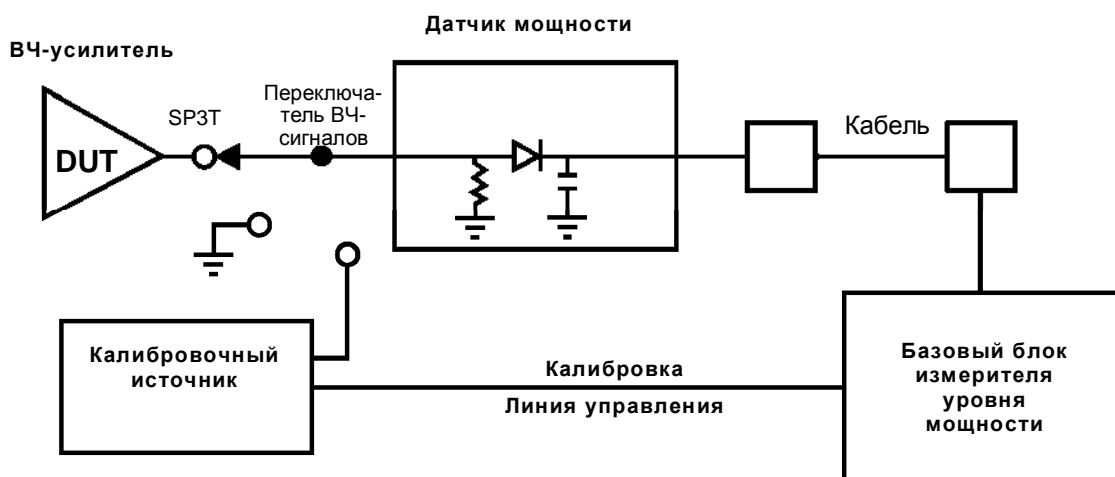 Датчик мощности
ВЧ-усилитель
SP3T
Переключа-
тель ВЧ-
сигналов
DUT
Кабель
Калибровочный
источник
Калибровка
Линия управления
Базовый блок
измерителя
уровня
мощности